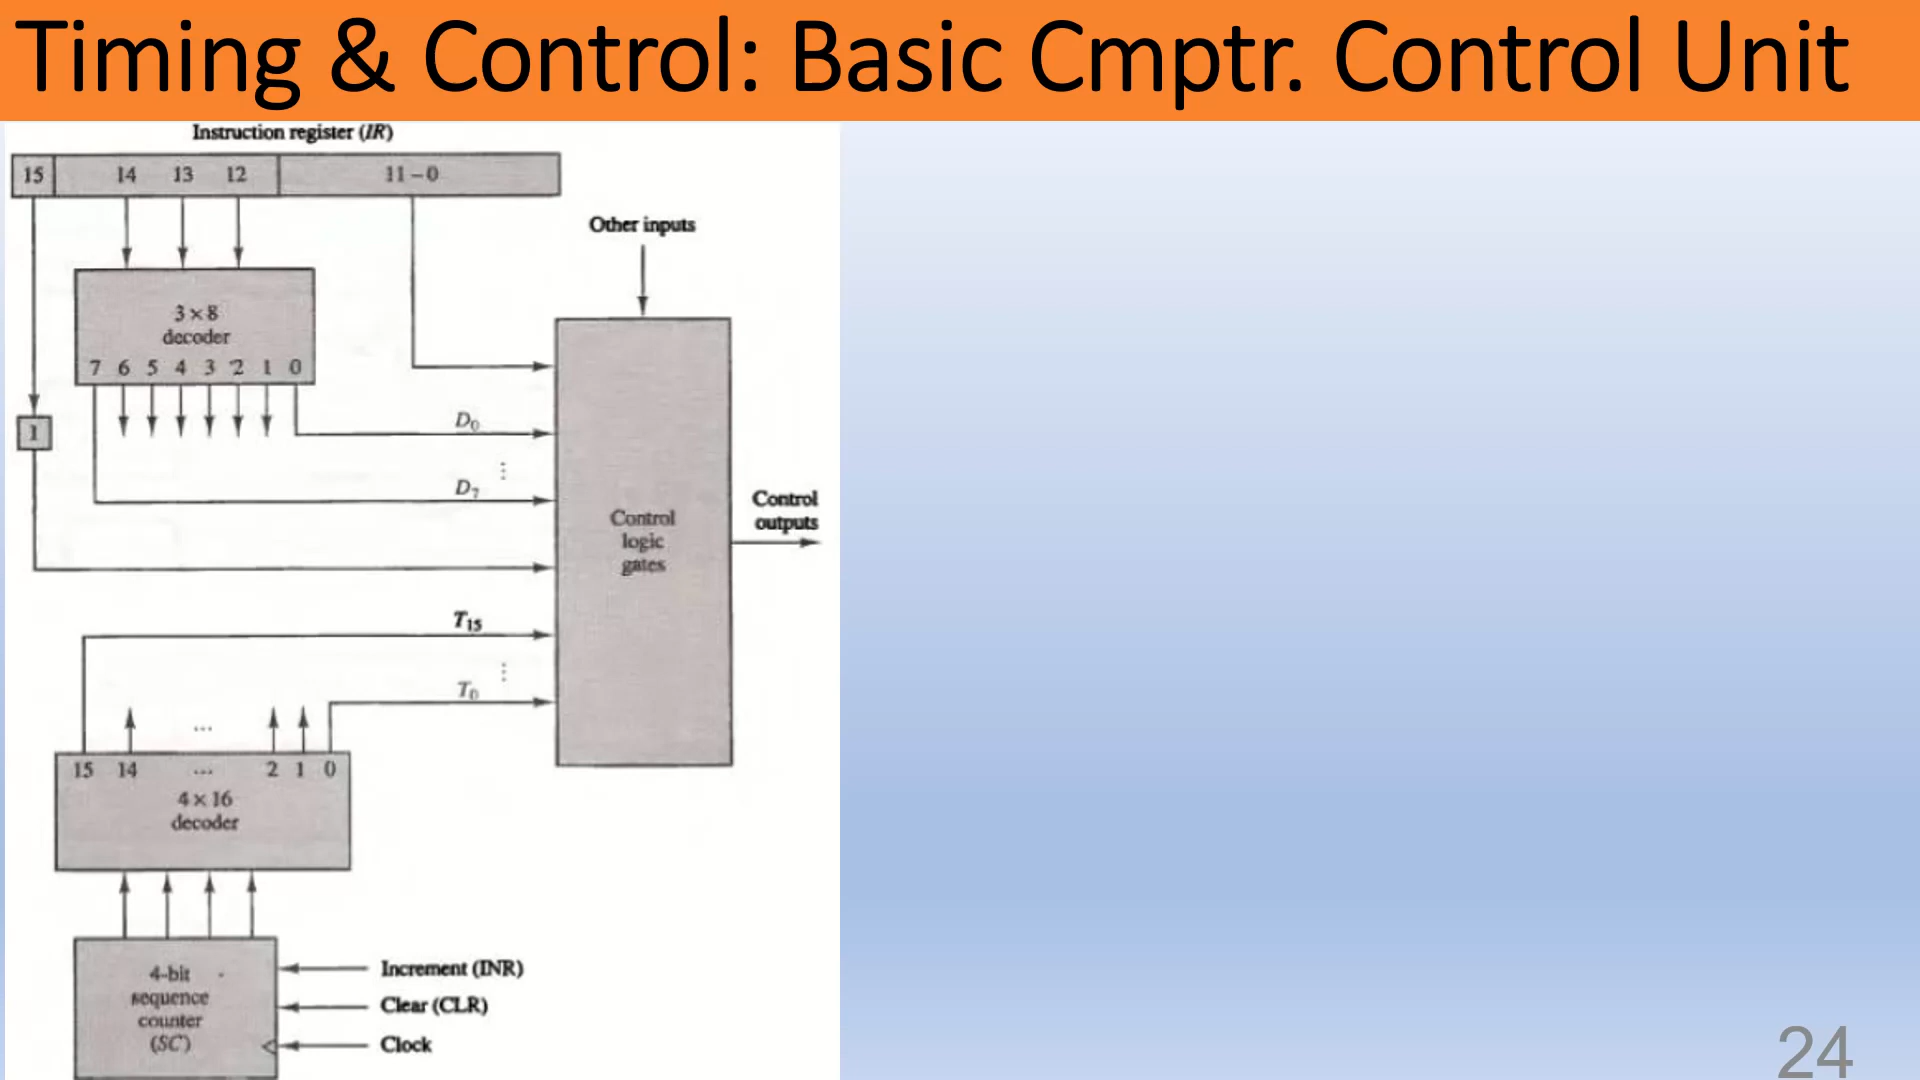 Timing & Control: Basic Cmptr. Control Unit
Instruction register (IR)
15 14 13 12 11-0
Other inputs
3 × 8
decoder
7 6 5 4 3 2 1 0
D0
⋮
D7
1
Control
logic
gates
Control
outputs
T15
⋮
T0
...
15 14 ... 2 1 0
4 × 16
decoder
4-bit
sequence
counter
(SC)
Increment (INR)
Clear (CLR)
Clock
24